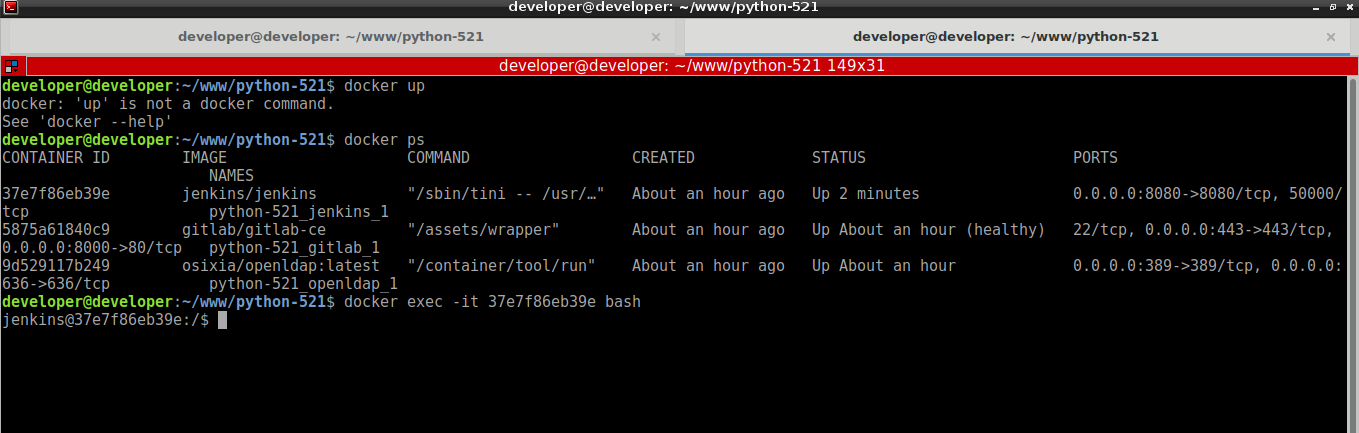 developer@developer: ~/www/python-521
developer@developer: ~/www/python-521 × developer@developer: ~/www/python-521 ×
developer@developer: ~/www/python-521 149x31
developer@developer:~/www/python-521$ docker up
docker: 'up' is not a docker command.
See 'docker --help'
developer@developer:~/www/python-521$ docker ps
CONTAINER ID        IMAGE                    COMMAND                  CREATED             STATUS                       PORTS
                       NAMES
37e7f86eb39e        jenkins/jenkins          "/sbin/tini -- /usr/…"   About an hour ago   Up 2 minutes                 0.0.0.0:8080->8080/tcp, 50000/
tcp                    python-521_jenkins_1
5875a61840c9        gitlab/gitlab-ce         "/assets/wrapper"        About an hour ago   Up About an hour (healthy)   22/tcp, 0.0.0.0:443->443/tcp,
0.0.0.0:8000->80/tcp   python-521_gitlab_1
9d529117b249        osixia/openldap:latest   "/container/tool/run"    About an hour ago   Up About an hour             0.0.0.0:389->389/tcp, 0.0.0.0:
636->636/tcp           python-521_openldap_1
developer@developer:~/www/python-521$ docker exec -it 37e7f86eb39e bash
jenkins@37e7f86eb39e:/$